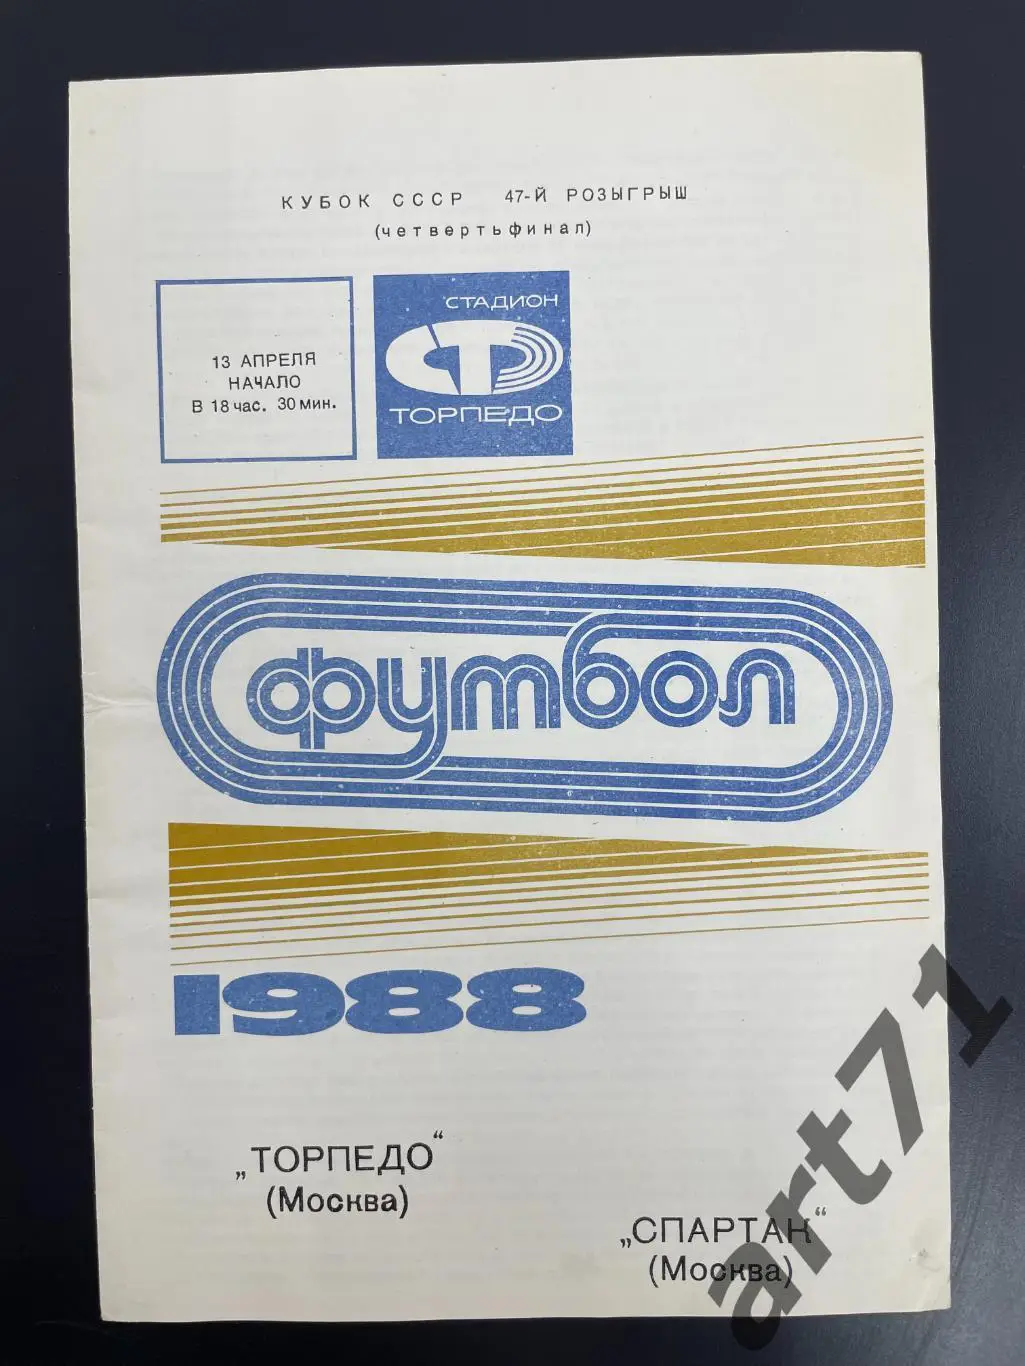 КУБОК СССР 47-Й РОЗЫГРЫШ
(четвертьфинал)
13 АПРЕЛЯ
НАЧАЛО
В 18 час. 30 мин.
СТАДИОН
ТОРПЕДО
футбол
1988
„ТОРПЕДО“
(Москва)
„СПАРТАК“
(Москва)
art71